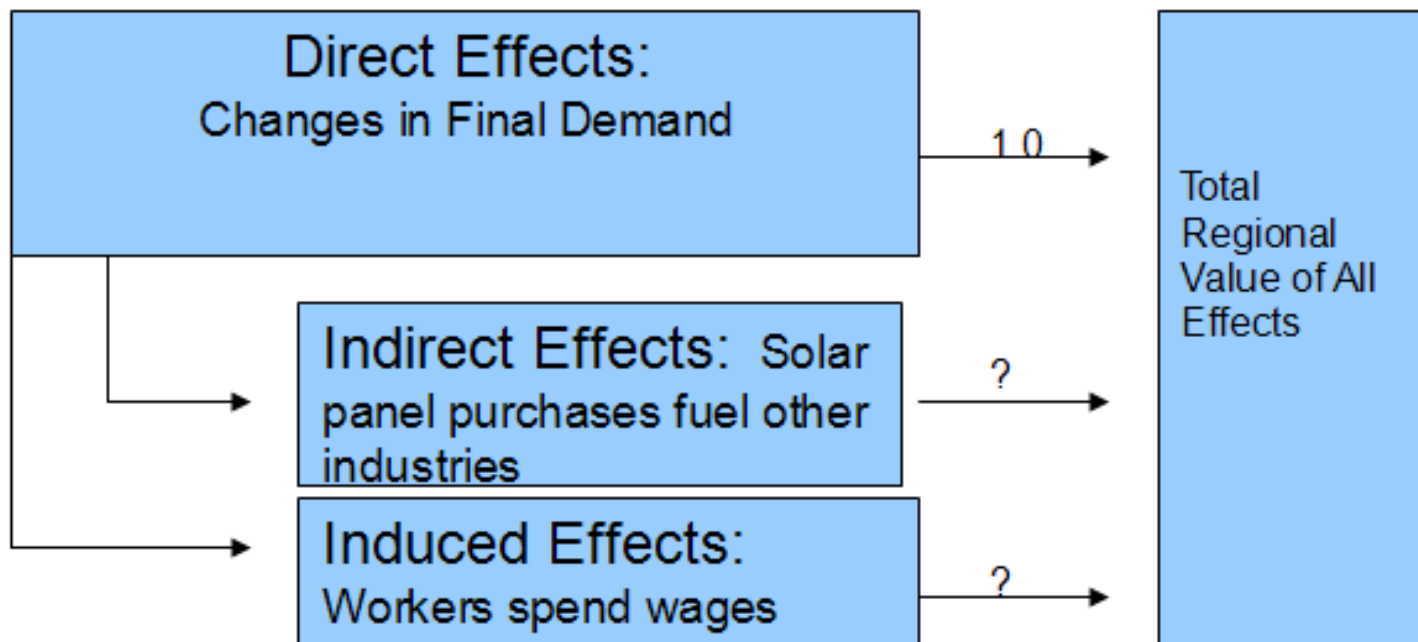 Direct Effects:
Changes in Final Demand
1 0
Total
Regional
Value of All
Effects
Indirect Effects: Solar
panel purchases fuel other
industries
?
Induced Effects:
Workers spend wages
?